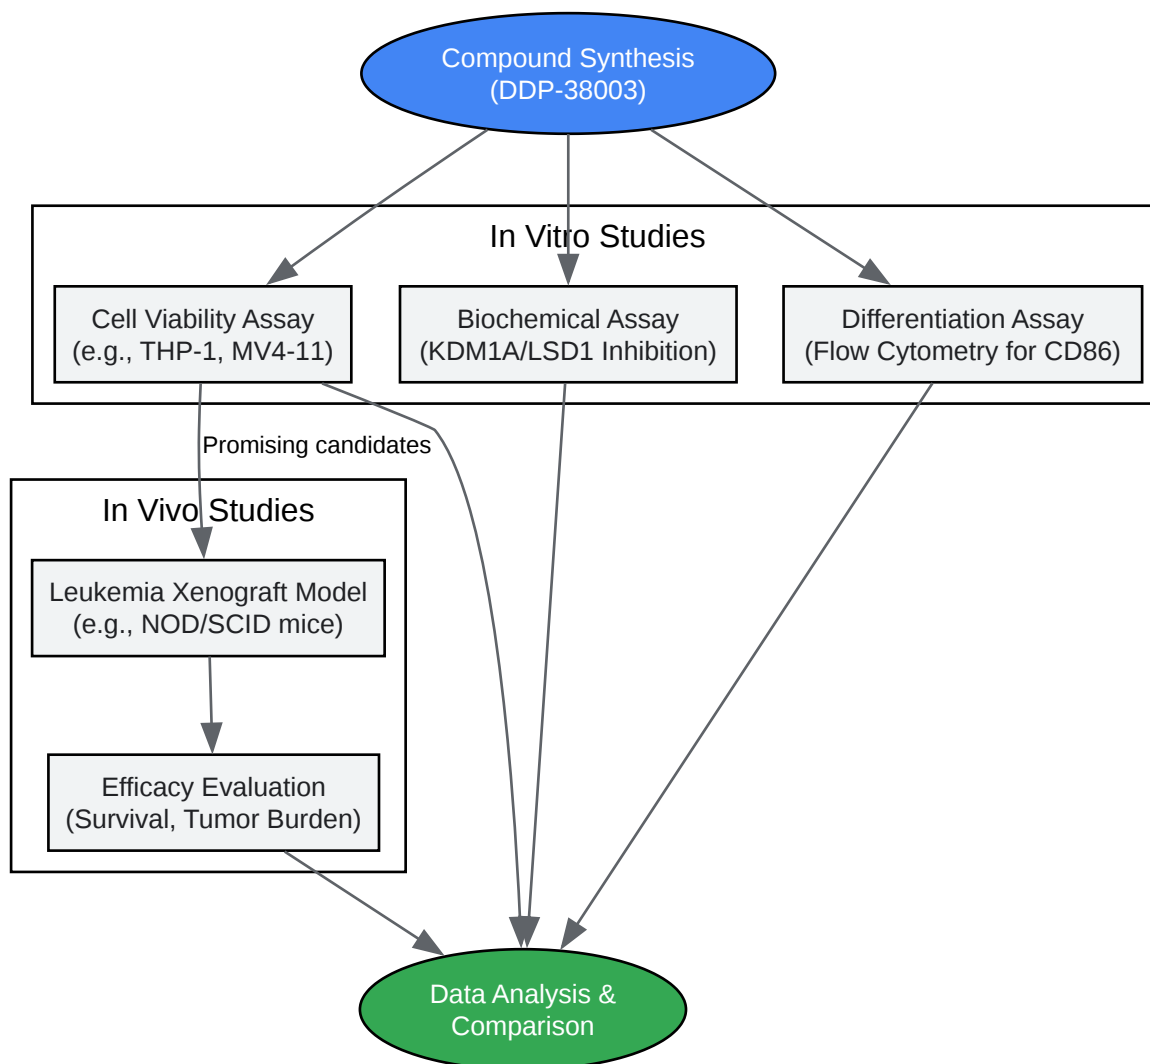 Compound Synthesis
(DDP-38003)
In Vitro Studies
Cell Viability Assay
(e.g., THP-1, MV4-11)
Biochemical Assay
(KDM1A/LSD1 Inhibition)
Differentiation Assay
(Flow Cytometry for CD86)
Promising candidates
In Vivo Studies
Leukemia Xenograft Model
(e.g., NOD/SCID mice)
Efficacy Evaluation
(Survival, Tumor Burden)
Data Analysis &
Comparison